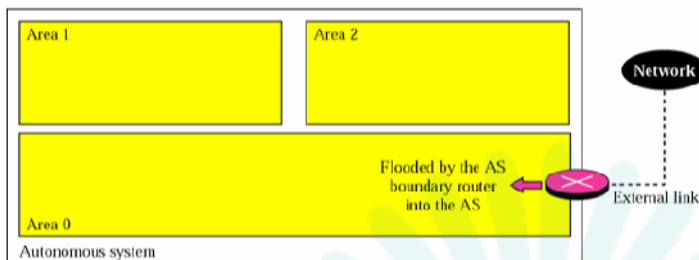 Area 1
Area 2
Network
Flooded by the AS
boundary router
into the AS
External link
Area 0
Autonomous system